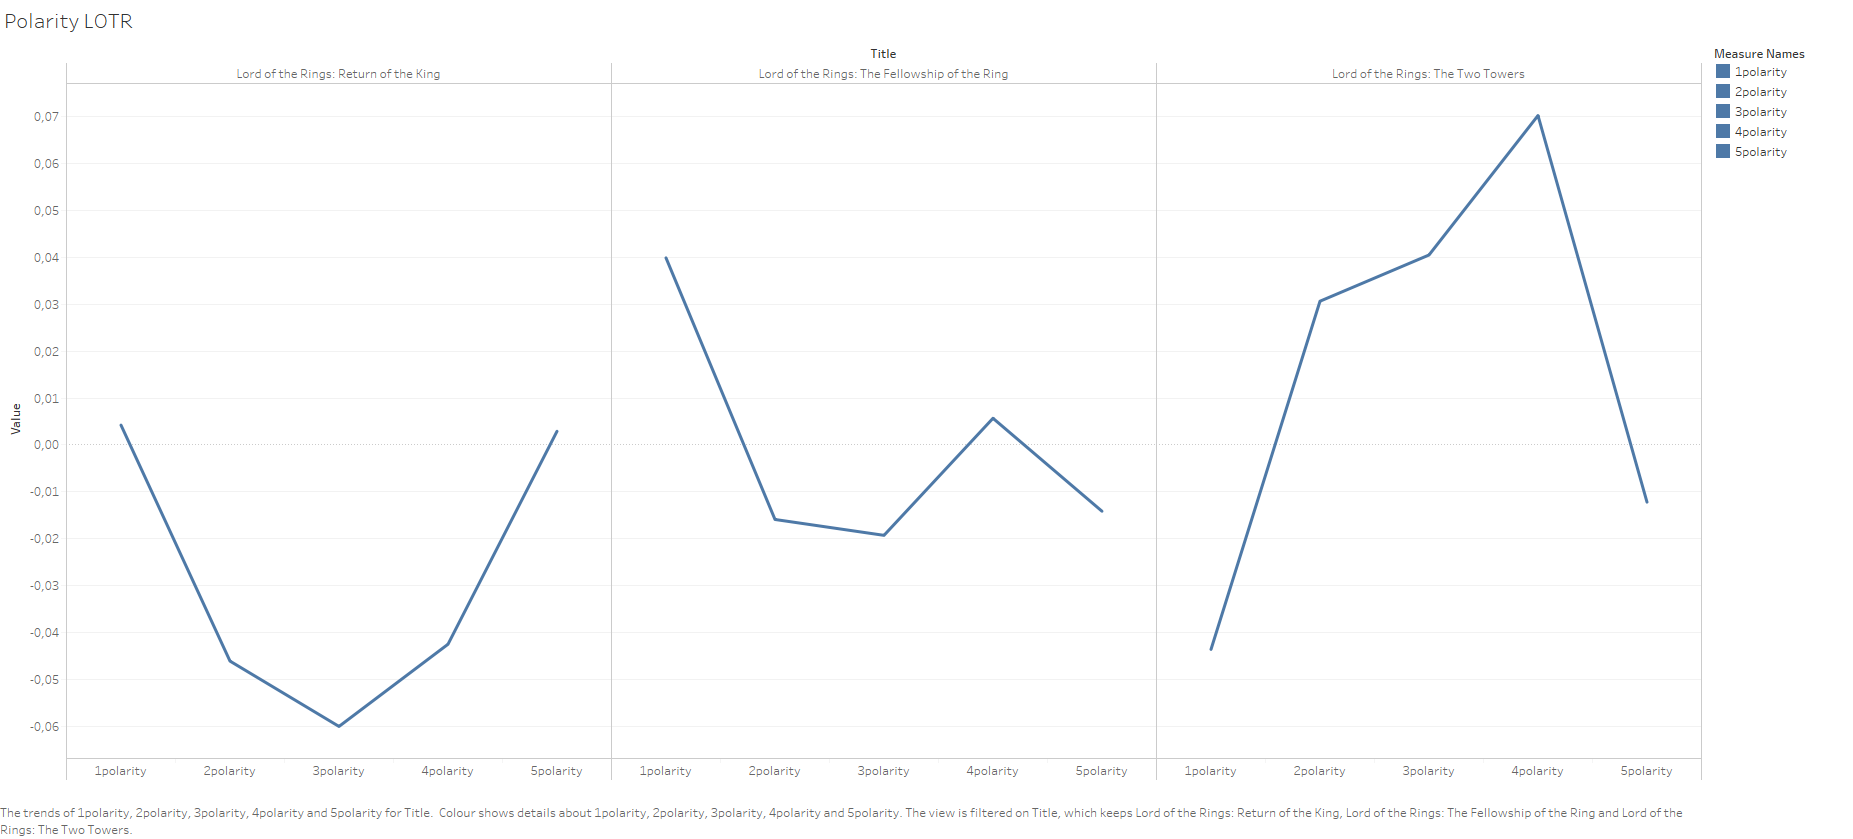 Polarity LOTR
Title
Measure Names
Lord of the Rings: Return of the King
Lord of the Rings: The Fellowship of the Ring
Lord of the Rings: The Two Towers
1polarity
2polarity
3polarity
4polarity
5polarity
Value
0,07
0,06
0,05
0,04
0,03
0,02
0,01
0,00
-0,01
-0,02
-0,03
-0,04
-0,05
-0,06
1polarity 2polarity 3polarity 4polarity 5polarity 1polarity 2polarity 3polarity 4polarity 5polarity 1polarity 2polarity 3polarity 4polarity 5polarity
The trends of 1polarity, 2polarity, 3polarity, 4polarity and 5polarity for Title.  Colour shows details about 1polarity, 2polarity, 3polarity, 4polarity and 5polarity. The view is filtered on Title, which keeps Lord of the Rings: Return of the King, Lord of the Rings: The Fellowship of the Ring and Lord of the
Rings: The Two Towers.